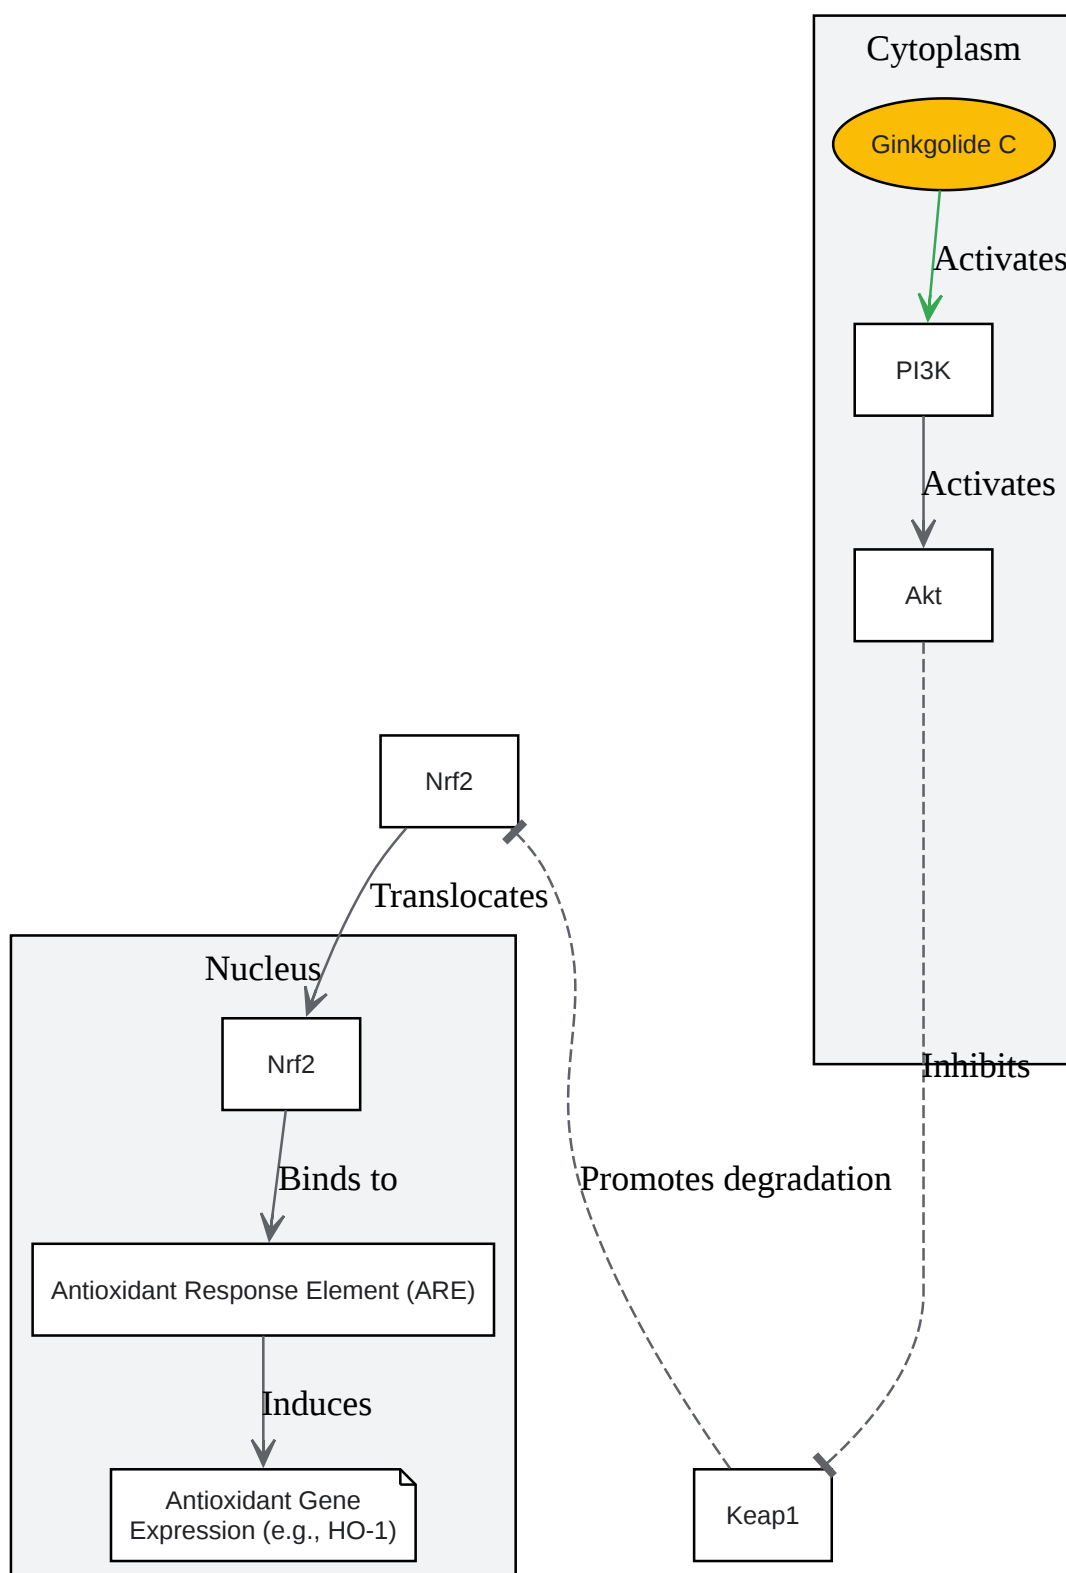 Cytoplasm
Ginkgolide C
Activates
PI3K
Activates
Akt
Nrf2
Translocates
Nucleus
Nrf2
Inhibits
Binds to
Promotes degradation
Antioxidant Response Element (ARE)
Induces
Antioxidant Gene
Expression (e.g., HO-1)
Keap1